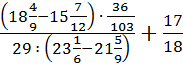 (18 4/9 − 15 7/12) · 36/103
29 : (23 1/6 − 21 5/9) + 17/18